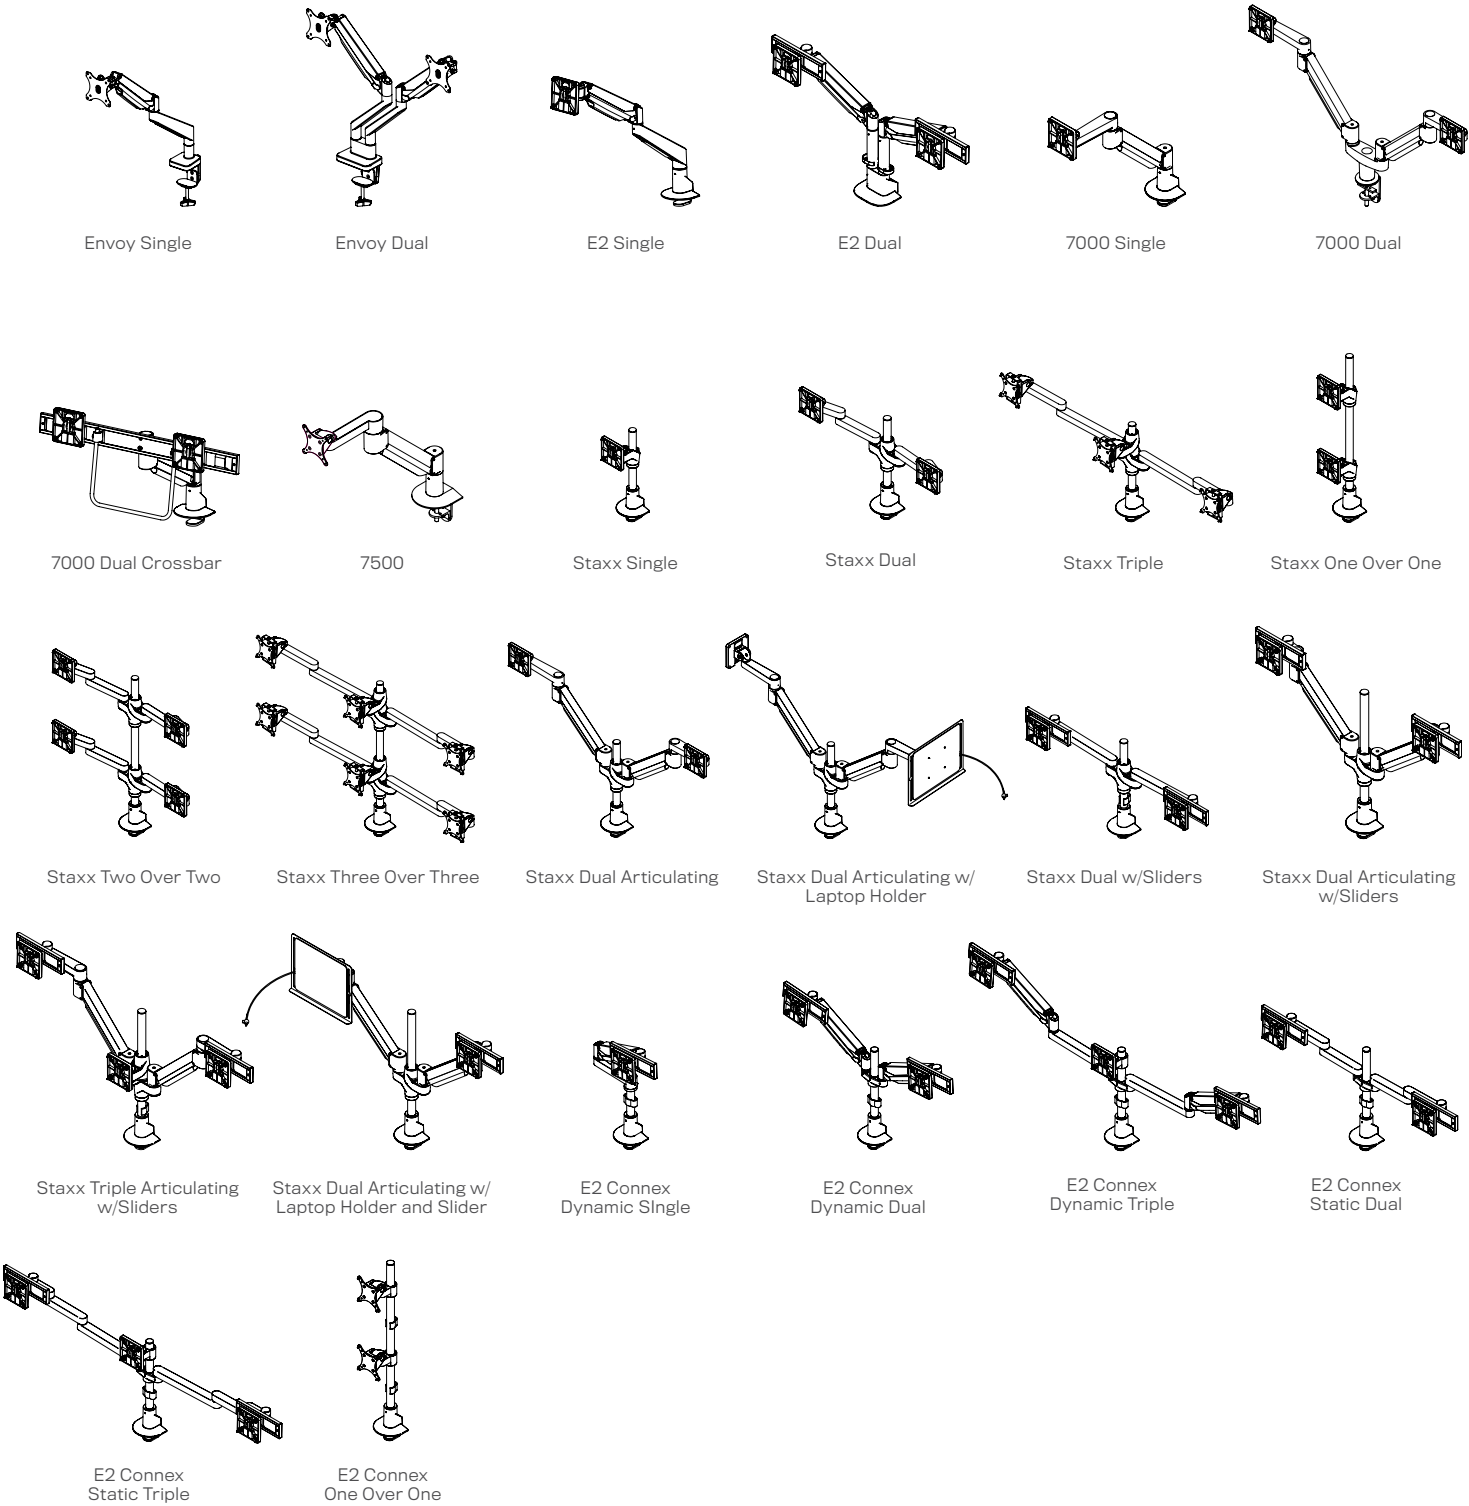 Envoy Single
Envoy Dual
E2 Single
E2 Dual
7000 Single
7000 Dual
7000 Dual Crossbar
7500
Staxx Single
Staxx Dual
Staxx Triple
Staxx One Over One
Staxx Two Over Two
Staxx Three Over Three
Staxx Dual Articulating
Staxx Dual Articulating w/
Laptop Holder
Staxx Dual w/Sliders
Staxx Dual Articulating
w/Sliders
Staxx Triple Articulating
w/Sliders
Staxx Dual Articulating w/
Laptop Holder and Slider
E2 Connex
Dynamic SIngle
E2 Connex
Dynamic Dual
E2 Connex
Dynamic Triple
E2 Connex
Static Dual
E2 Connex
Static Triple
E2 Connex
One Over One